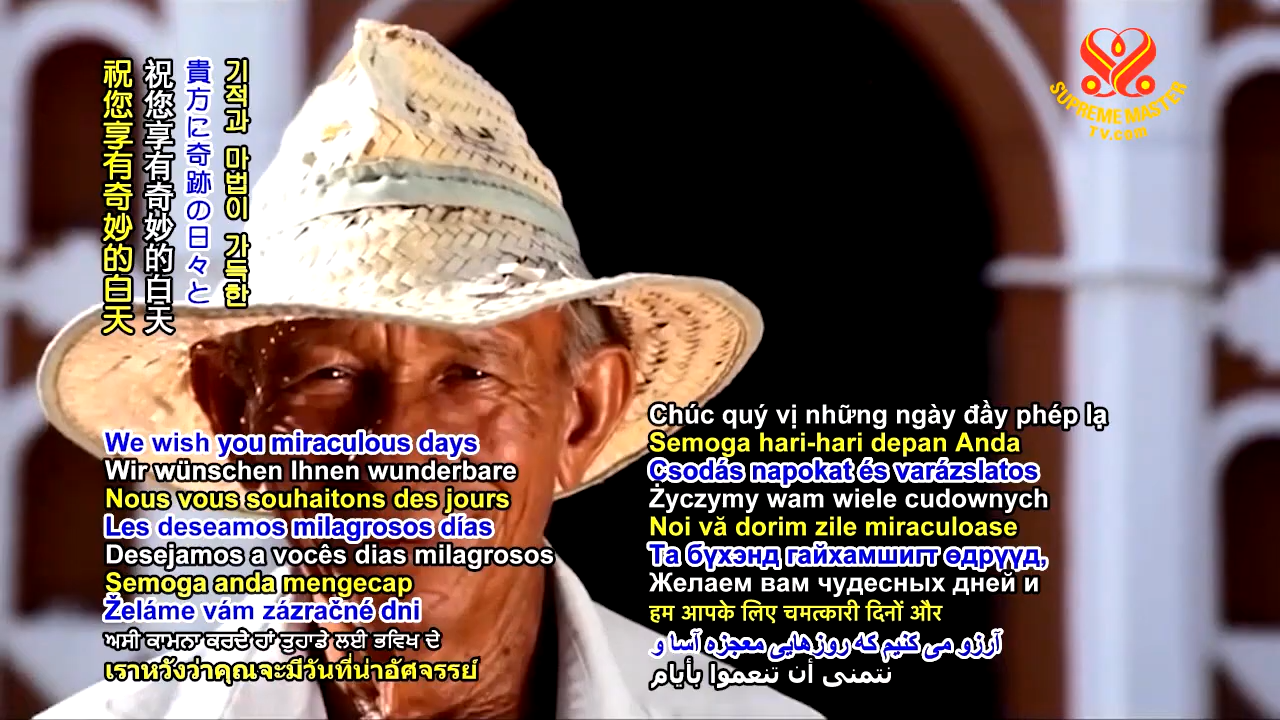 祝您享有奇妙的白天
祝您享有奇妙的白天
貴方に奇跡の日々と
기적과 마법이 가득한
SUPREME MASTER
TV.com
We wish you miraculous days
Wir wünschen Ihnen wunderbare
Nous vous souhaitons des jours
Les deseamos milagrosos días
Desejamos a vocês dias milagrosos
Semoga anda mengecap
Želáme vám zázračné dni
ਅਸੀ ਕਾਮਨਾ ਕਰਦੇ ਹਾਂ ਤੁਹਾਡੇ ਲਈ ਭਵਿਖ ਦੇ
เราหวังว่าคุณจะมีวันที่น่าอัศจรรย์
Chúc quý vị những ngày đầy phép lạ
Semoga hari-hari depan Anda
Csodás napokat és varázslatos
Życzymy wam wiele cudownych
Noi vă dorim zile miraculoase
Та бүхэнд гайхамшигт өдрүүд,
Желаем вам чудесных дней и
हम आपके लिए चमत्कारी दिनों और
آرزو می کنیم که روزهایی معجزه آسا و
نتمنى أن تنعموا بأيام